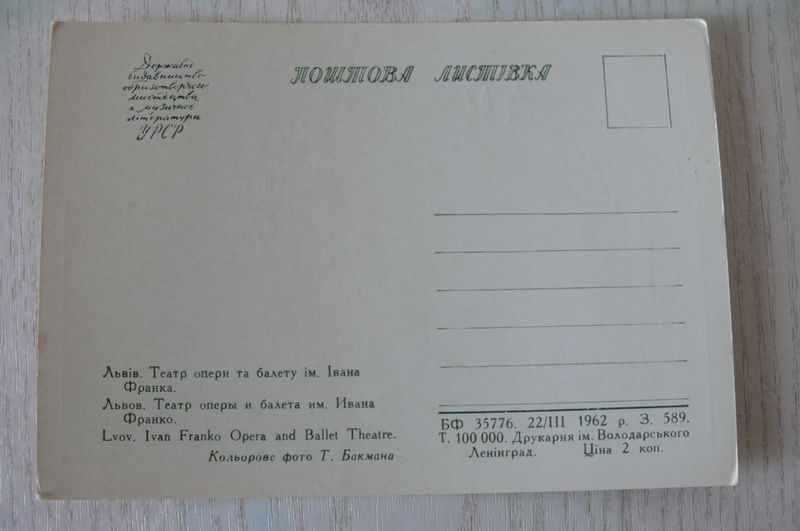 Державне
видавництво
образотворчого
мистецтва
і музичної
літератури
УРСР
ПОШТОВА ЛИСТІВКА
Львів. Театр опери та балету ім. Івана
Франка.
Львов. Театр оперы и балета им. Ивана
Франко.
Lvov. Ivan Franko Opera and Ballet Theatre.
Кольорове фото Т. Бакмана
БФ 35776. 22/III 1962 р. З. 589.
Т. 100 000. Друкарня ім. Володарського
Ленінград. Ціна 2 коп.